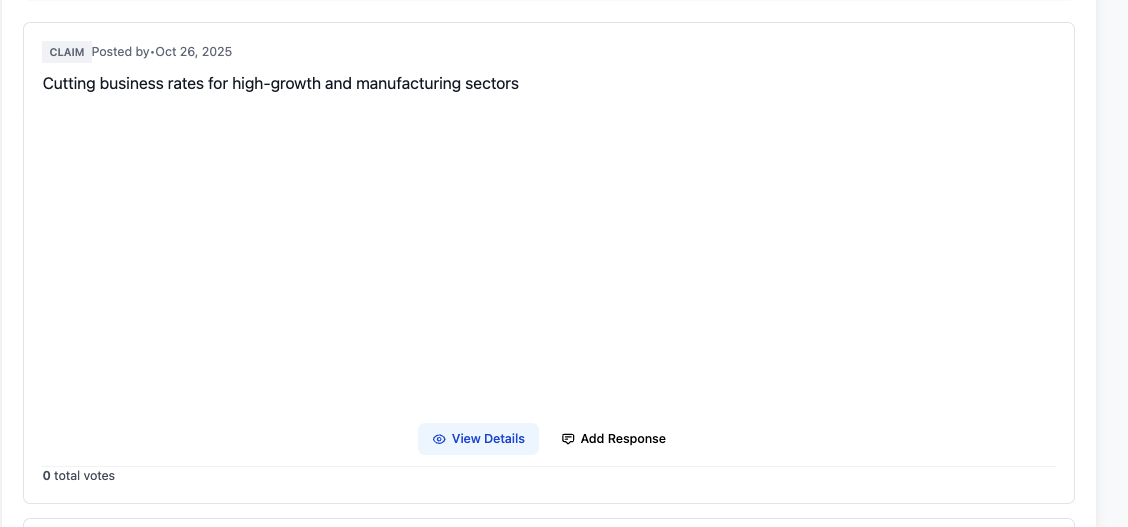 CLAIM Posted by•Oct 26, 2025
Cutting business rates for high-growth and manufacturing sectors
View Details Add Response
0 total votes